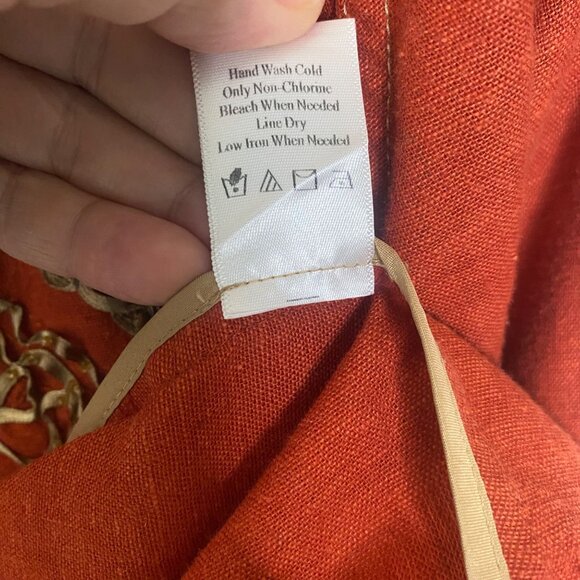 Hand Wash Cold
Only Non-Chlorine
Bleach When Needed
Line Dry
Low Iron When Needed